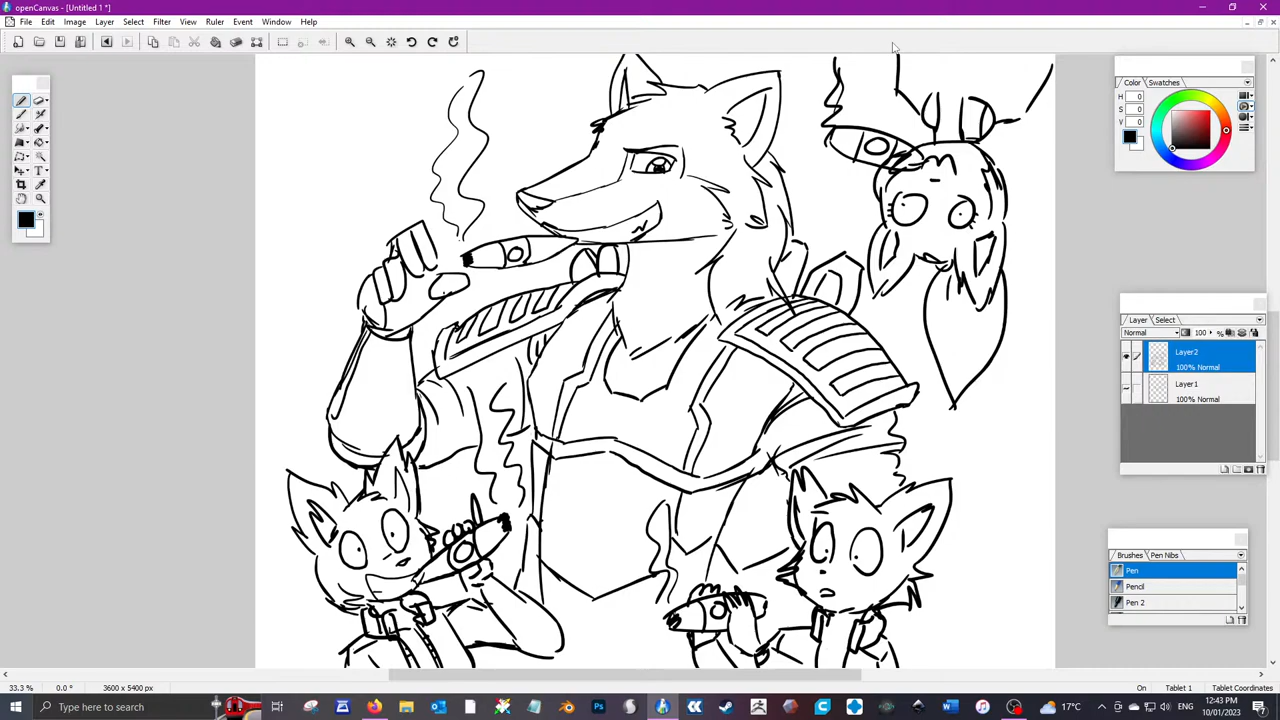 openCanvas - [Untitled 1 *]
File Edit Image Layer Select Filter View Ruler Event Window Help
Color Swatches
H 0
S 0
V 0
Layer Select
Normal 100 %
Layer2
100% Normal
Layer1
100% Normal
Brushes Pen Nibs
Pen
Pencil
Pen 2
33.3 % 0.0 ° 3600 x 5400 px On Tablet 1 Tablet Coordinates
Type here to search 17°C ENG 12:43 PM
10/01/2023